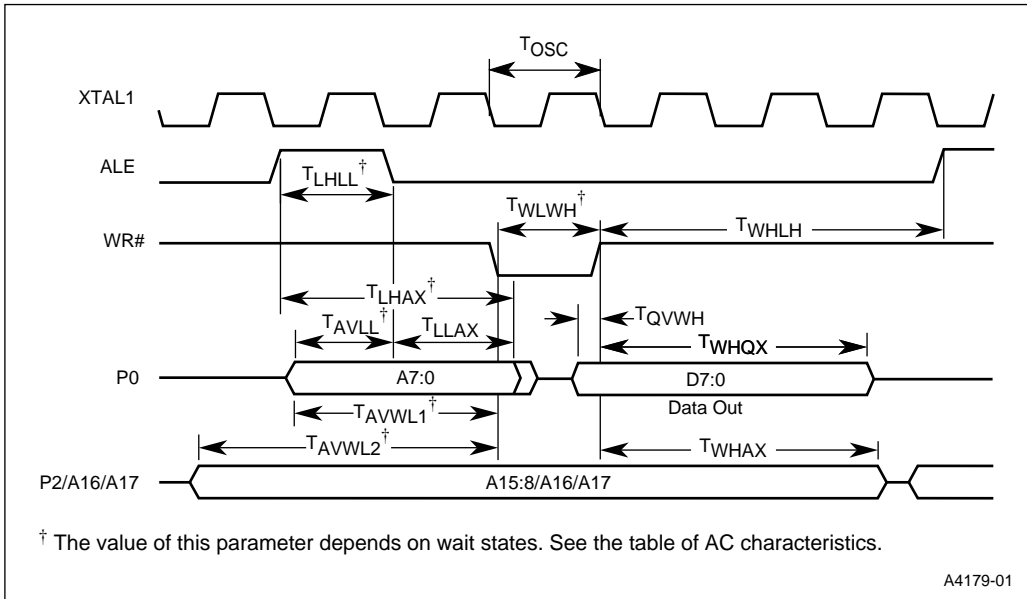 TOSC
XTAL1
ALE
TLHLL†
TWLWH†
TWHLH
WR#
TLHAX†
TAVLL†
TLLAX
TQVWH
TWHQX
P0
A7:0
D7:0
Data Out
TAVWL1†
TAVWL2†
TWHAX
P2/A16/A17
A15:8/A16/A17
† The value of this parameter depends on wait states. See the table of AC characteristics.
A4179-01